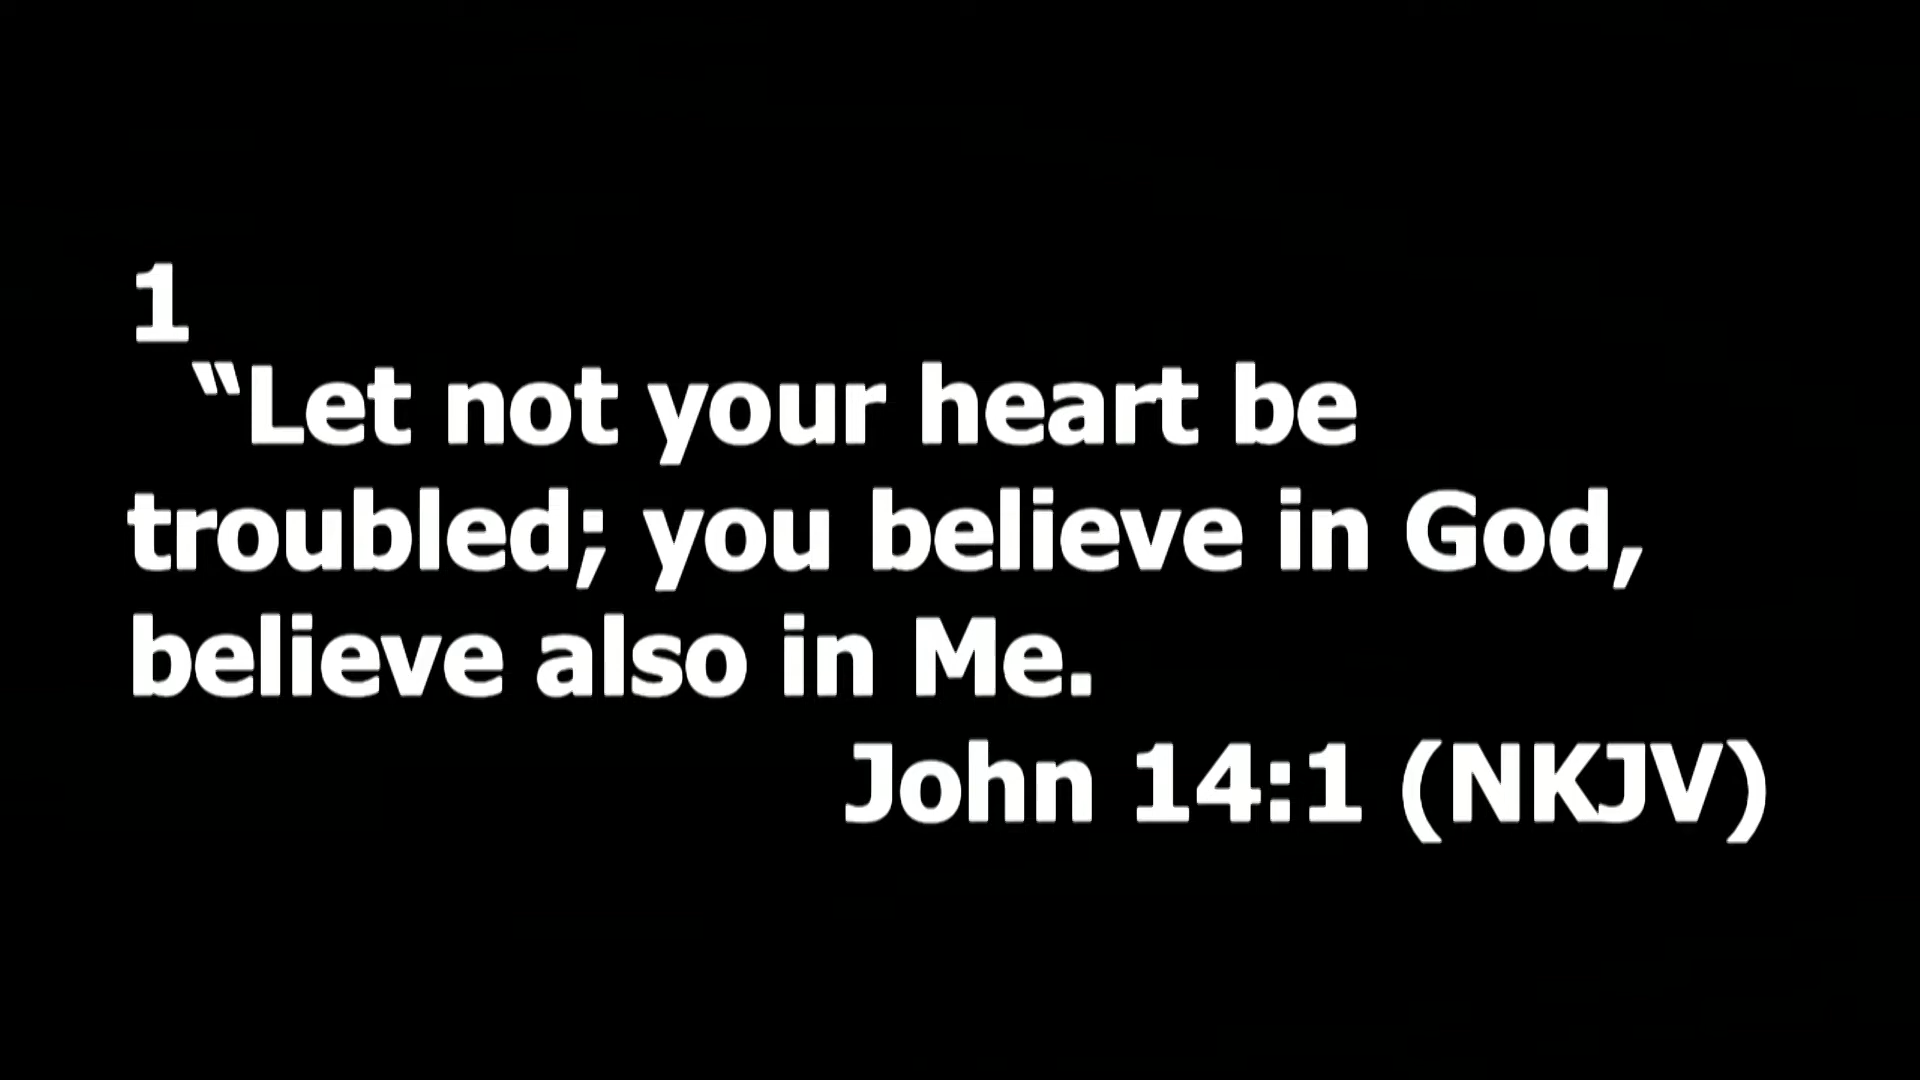 1
“Let not your heart be
troubled; you believe in God,
believe also in Me.
John 14:1 (NKJV)